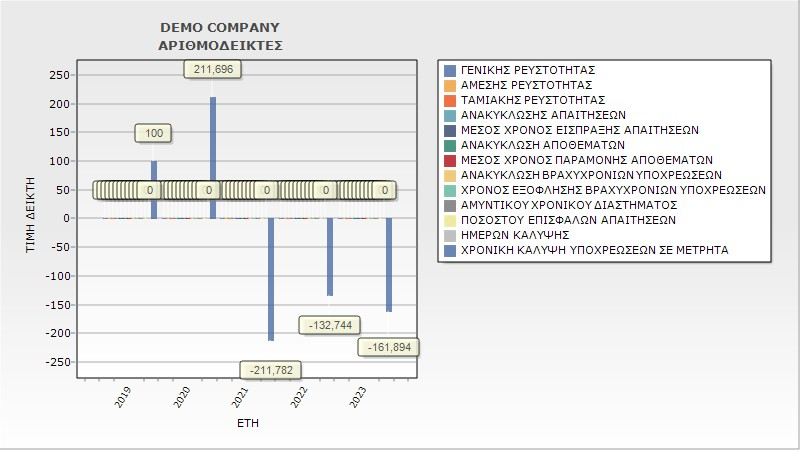 DEMO COMPANY
ΑΡΙΘΜΟΔΕΙΚΤΕΣ
250
200
150
100
50
0
-50
-100
-150
-200
-250
ΤΙΜΗ ΔΕΙΚΤΗ
100
211,696
0
0
0
0
0
-211,782
-132,744
-161,894
2019
2020
2021
2022
2023
ΕΤΗ
ΓΕΝΙΚΗΣ ΡΕΥΣΤΟΤΗΤΑΣ
ΑΜΕΣΗΣ ΡΕΥΣΤΟΤΗΤΑΣ
ΤΑΜΙΑΚΗΣ ΡΕΥΣΤΟΤΗΤΑΣ
ΑΝΑΚΥΚΛΩΣΗΣ ΑΠΑΙΤΗΣΕΩΝ
ΜΕΣΟΣ ΧΡΟΝΟΣ ΕΙΣΠΡΑΞΗΣ ΑΠΑΙΤΗΣΕΩΝ
ΑΝΑΚΥΚΛΩΣΗ ΑΠΟΘΕΜΑΤΩΝ
ΜΕΣΟΣ ΧΡΟΝΟΣ ΠΑΡΑΜΟΝΗΣ ΑΠΟΘΕΜΑΤΩΝ
ΑΝΑΚΥΚΛΩΣΗ ΒΡΑΧΥΧΡΟΝΙΩΝ ΥΠΟΧΡΕΩΣΕΩΝ
ΧΡΟΝΟΣ ΕΞΟΦΛΗΣΗΣ ΒΡΑΧΥΧΡΟΝΙΩΝ ΥΠΟΧΡΕΩΣΕΩΝ
ΑΜΥΝΤΙΚΟΥ ΧΡΟΝΙΚΟΥ ΔΙΑΣΤΗΜΑΤΟΣ
ΠΟΣΟΣΤΟΥ ΕΠΙΣΦΑΛΩΝ ΑΠΑΙΤΗΣΕΩΝ
ΗΜΕΡΩΝ ΚΑΛΥΨΗΣ
ΧΡΟΝΙΚΗ ΚΑΛΥΨΗ ΥΠΟΧΡΕΩΣΕΩΝ ΣΕ ΜΕΤΡΗΤΑ